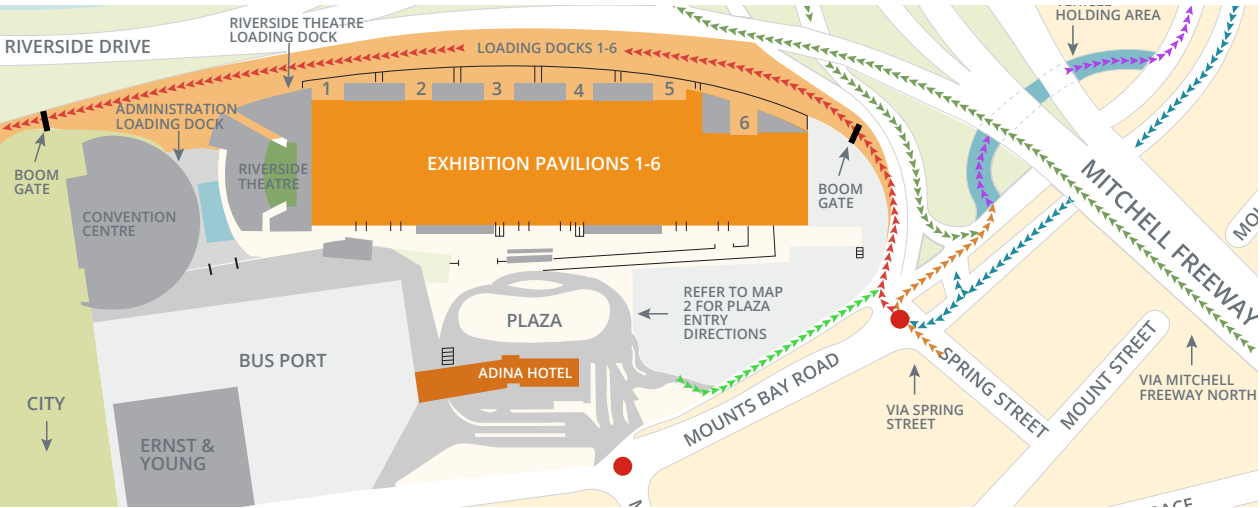 HOLDING AREA
RIVERSIDE THEATRE
LOADING DOCK
RIVERSIDE DRIVE
LOADING DOCKS 1-6
1
2
3
4
5
6
ADMINISTRATION
LOADING DOCK
EXHIBITION PAVILIONS 1-6
RIVERSIDE
THEATRE
BOOM
GATE
BOOM
GATE
CONVENTION
CENTRE
MITCHELL FREEWAY
MOU
REFER TO MAP
2 FOR PLAZA
ENTRY
DIRECTIONS
PLAZA
BUS PORT
ADINA HOTEL
SPRING STREET
MOUNT STREET
MOUNTS BAY ROAD
VIA MITCHELL
FREEWAY NORTH
VIA SPRING
STREET
CITY
ERNST &
YOUNG